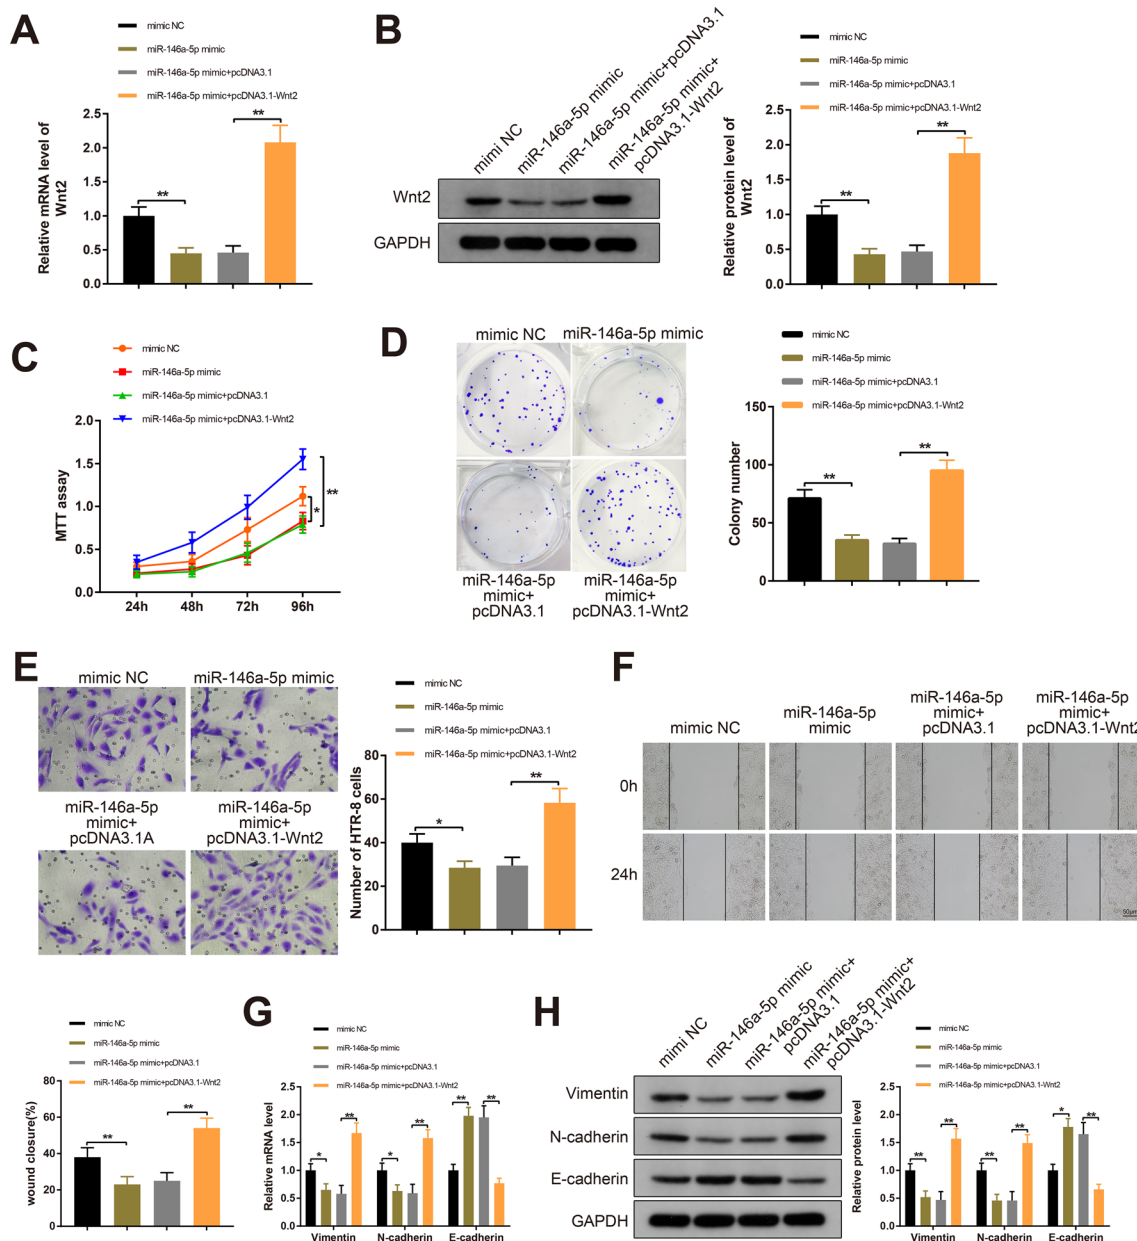 A
mimic NC
miR-146a-5p mimic
miR-146a-5p mimic+pcDNA3.1
miR-146a-5p mimic+pcDNA3.1-Wnt2
Relative mRNA level of
Wnt2
2.5
2.0
1.5
1.0
0.5
0.0
**
**
B
mimi NC
miR-146a-5p mimic
miR-146a-5p mimic+pcDNA3.1
miR-146a-5p mimic+
pcDNA3.1-Wnt2
Wnt2
GAPDH
mimic NC
miR-146a-5p mimic
miR-146a-5p mimic+pcDNA3.1
miR-146a-5p mimic+pcDNA3.1-Wnt2
Relative protein level of
Wnt2
2.5
2.0
1.5
1.0
0.5
0.0
**
**
C
mimic NC
miR-146a-5p mimic
miR-146a-5p mimic+pcDNA3.1
miR-146a-5p mimic+pcDNA3.1-Wnt2
MTT assay
2.0
1.5
1.0
0.5
0.0
24h 48h 72h 96h
*
**
D
mimic NC
miR-146a-5p mimic
miR-146a-5p
mimic+
pcDNA3.1
miR-146a-5p
mimic+
pcDNA3.1-Wnt2
mimic NC
miR-146a-5p mimic
miR-146a-5p mimic+pcDNA3.1
miR-146a-5p mimic+pcDNA3.1-Wnt2
Colony number
150
100
50
0
**
**
E
mimic NC
miR-146a-5p mimic
miR-146a-5p
mimic+
pcDNA3.1A
miR-146a-5p
mimic+
pcDNA3.1-Wnt2
mimic NC
miR-146a-5p mimic
miR-146a-5p mimic+pcDNA3.1
miR-146a-5p mimic+pcDNA3.1-Wnt2
Number of HTR-8 cells
80
60
40
20
0
*
**
F
mimic NC
miR-146a-5p
mimic
miR-146a-5p
mimic+
pcDNA3.1
miR-146a-5p
mimic+
pcDNA3.1-Wnt2
0h
24h
50μm
mimic NC
miR-146a-5p mimic
miR-146a-5p mimic+pcDNA3.1
miR-146a-5p mimic+pcDNA3.1-Wnt2
wound closure(%)
80
60
40
20
0
**
**
G
mimic NC
miR-146a-5p mimic
miR-146a-5p mimic+pcDNA3.1
miR-146a-5p mimic+pcDNA3.1-Wnt2
Relative mRNA level
2.5
2.0
1.5
1.0
0.5
0.0
*
**
*
**
**
**
Vimentin N-cadherin E-cadherin
H
mimi NC
miR-146a-5p mimic
miR-146a-5p mimic+
pcDNA3.1
miR-146a-5p mimic+
pcDNA3.1-Wnt2
Vimentin
N-cadherin
E-cadherin
GAPDH
mimic NC
miR-146a-5p mimic
miR-146a-5p mimic+pcDNA3.1
miR-146a-5p mimic+pcDNA3.1-Wnt2
Relative protein level
2.5
2.0
1.5
1.0
0.5
0.0
**
**
**
**
*
**
Vimentin N-cadherin E-cadherin